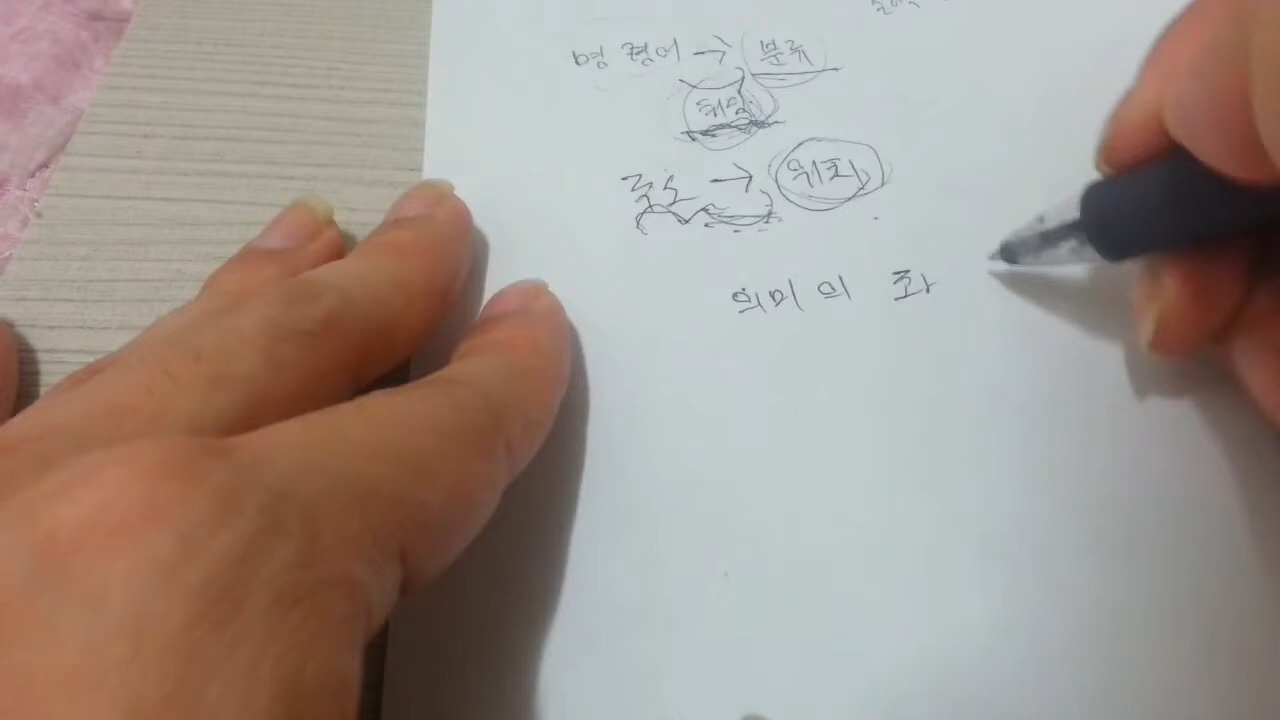 명령어 → 분류
주소 → 위치
의미의 좌